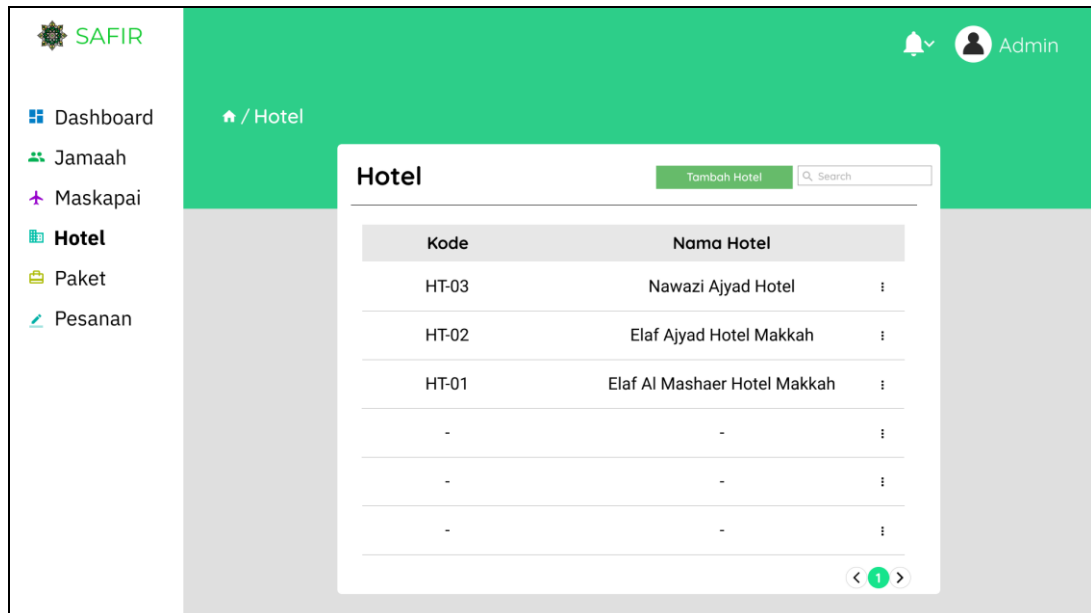 SAFIR
Admin
Dashboard
Jamaah
Maskapai
Hotel
Paket
Pesanan
/ Hotel
Hotel
Tambah Hotel
Search
Kode Nama Hotel
HT-03 Nawazi Ajyad Hotel
HT-02 Elaf Ajyad Hotel Makkah
HT-01 Elaf Al Mashaer Hotel Makkah
- -
- -
- -
1